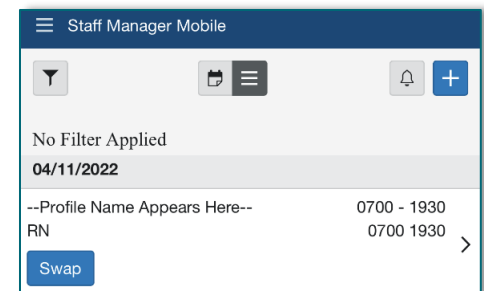 Staff Manager Mobile
No Filter Applied
04/11/2022
--Profile Name Appears Here-- 0700 - 1930
RN 0700 1930
Swap